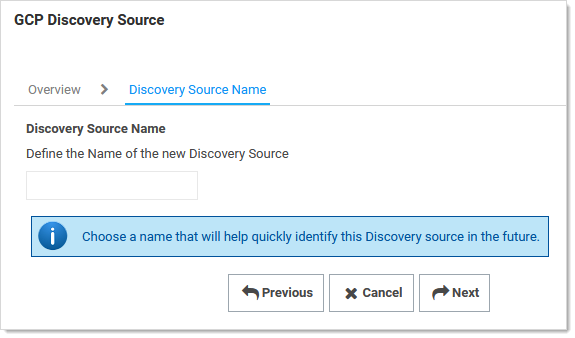 GCP Discovery Source
Overview Discovery Source Name
Discovery Source Name
Define the Name of the new Discovery Source
Choose a name that will help quickly identify this Discovery source in the future.
Previous Cancel Next